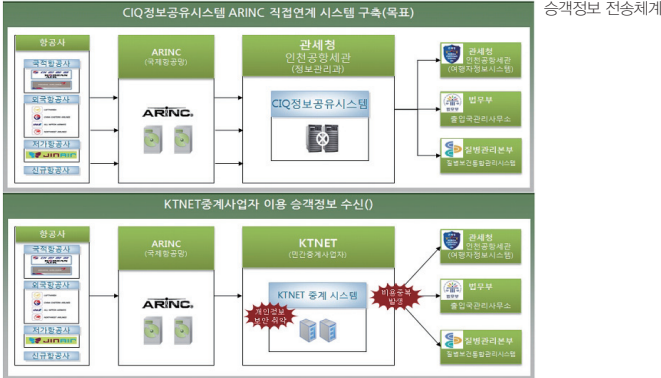 CIQ정보공유시스템 ARINC 직접연계 시스템 구축(목표)
승객정보 전송체계
항공사
국적항공사
외국항공사
저가항공사
JINAIR
신규항공사
ARINC
(국제항공망)
ARINC.
관세청
인천공항세관
(정보관리과)
CIQ정보공유시스템
관세청
인천공항세관
(여행자정보시스템)
법무부
법무부
출입국관리사무소
질병관리본부
질병보건통합관리시스템
KTNET중계사업자 이용 승객정보 수신()
항공사
국적항공사
외국항공사
저가항공사
JINAIR
신규항공사
ARINC
(국제항공망)
ARINC.
KTNET
(민간중계사업자)
KTNET 중계 시스템
개인정보
보안 취약
비용중복
발생
관세청
인천공항세관
(여행자정보시스템)
법무부
법무부
출입국관리사무소
질병관리본부
질병보건통합관리시스템